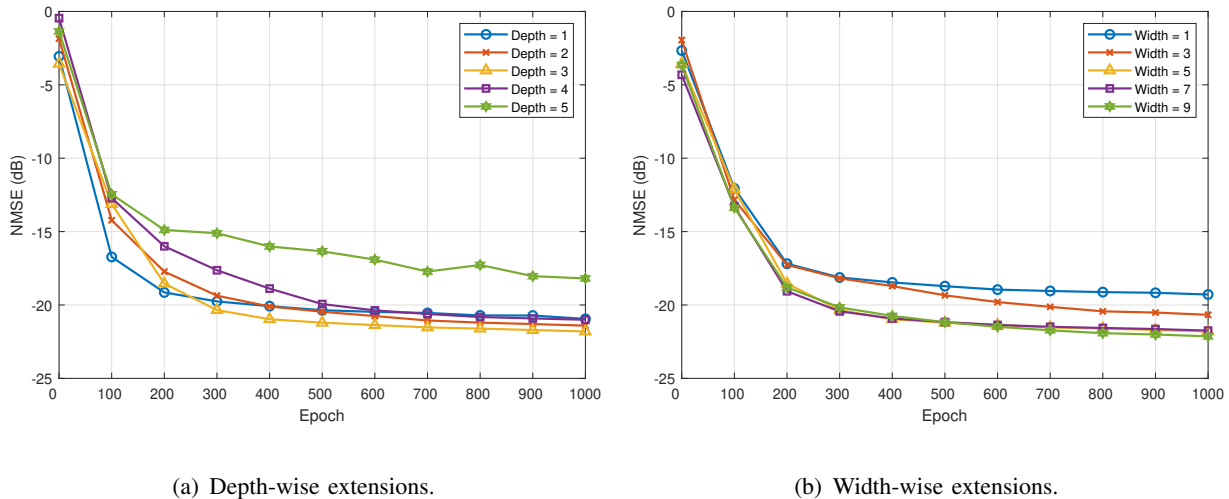 0
-5
-10
-15
-20
-25
NMSE (dB)
0 100 200 300 400 500 600 700 800 900 1000
Epoch
Depth = 1
Depth = 2
Depth = 3
Depth = 4
Depth = 5
(a) Depth-wise extensions.
0
-5
-10
-15
-20
-25
NMSE (dB)
0 100 200 300 400 500 600 700 800 900 1000
Epoch
Width = 1
Width = 3
Width = 5
Width = 7
Width = 9
(b) Width-wise extensions.